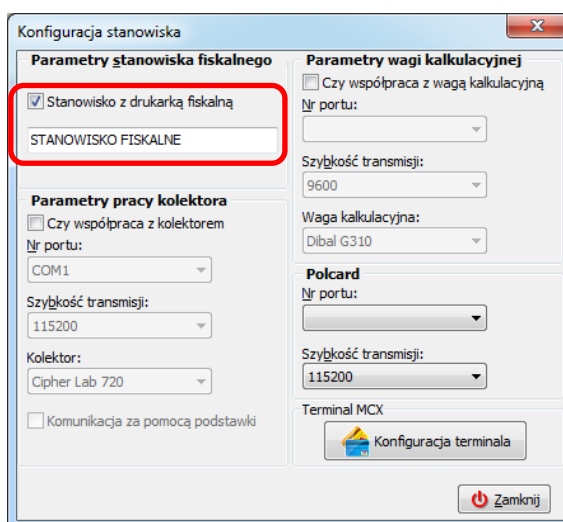 Konfiguracja stanowiska
Parametry stanowiska fiskalnego
Stanowisko z drukarką fiskalną
STANOWISKO FISKALNE
Parametry pracy kolektora
Czy współpraca z kolektorem
Nr portu:
COM1
Szybkość transmisji:
115200
Kolektor:
Cipher Lab 720
Komunikacja za pomocą podstawki
Parametry wagi kalkulacyjnej
Czy współpraca z wagą kalkulacyjną
Nr portu:
Szybkość transmisji:
9600
Waga kalkulacyjna:
Dibal G310
Polcard
Nr portu:
Szybkość transmisji:
115200
Terminal MCX
Konfiguracja terminala
Zamknij